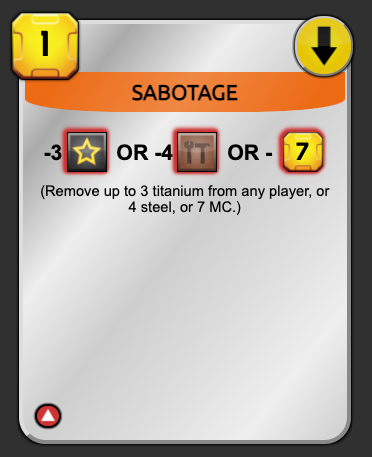 1
SABOTAGE
-3 OR -4 OR - 7
(Remove up to 3 titanium from any player, or
4 steel, or 7 MC.)